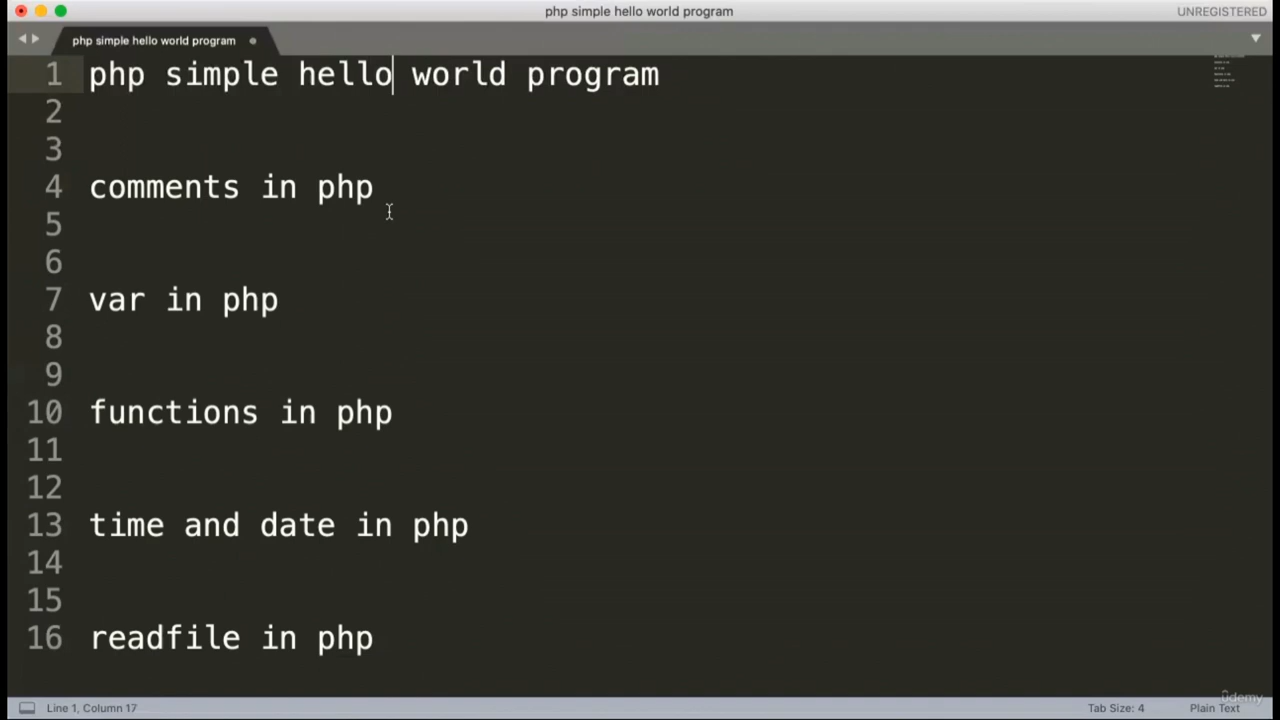 php simple hello world program
UNREGISTERED
php simple hello world program
1 php simple hello world program
2
3
4 comments in php
5
6
7 var in php
8
9
10 functions in php
11
12
13 time and date in php
14
15
16 readfile in php
ûdemy
Line 1, Column 17
Tab Size: 4
Plain Text